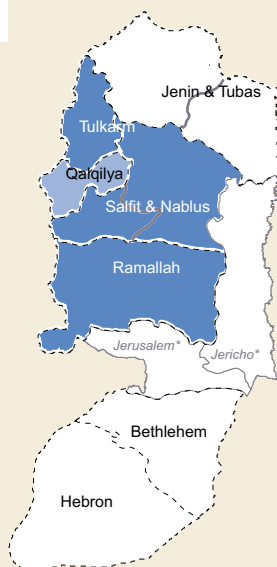 Jenin & Tubas
Tulkarm
Qalqilya
Salfit & Nablus
Ramallah
Jerusalem*
Jericho*
Bethlehem
Hebron